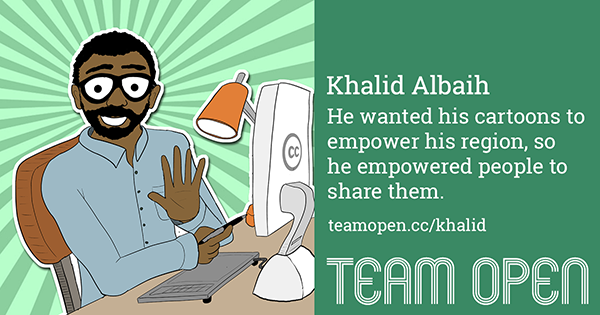 cc
Khalid Albaih
He wanted his cartoons to
empower his region, so
he empowered people to
share them.
teamopen.cc/khalid
TEAM OPEN